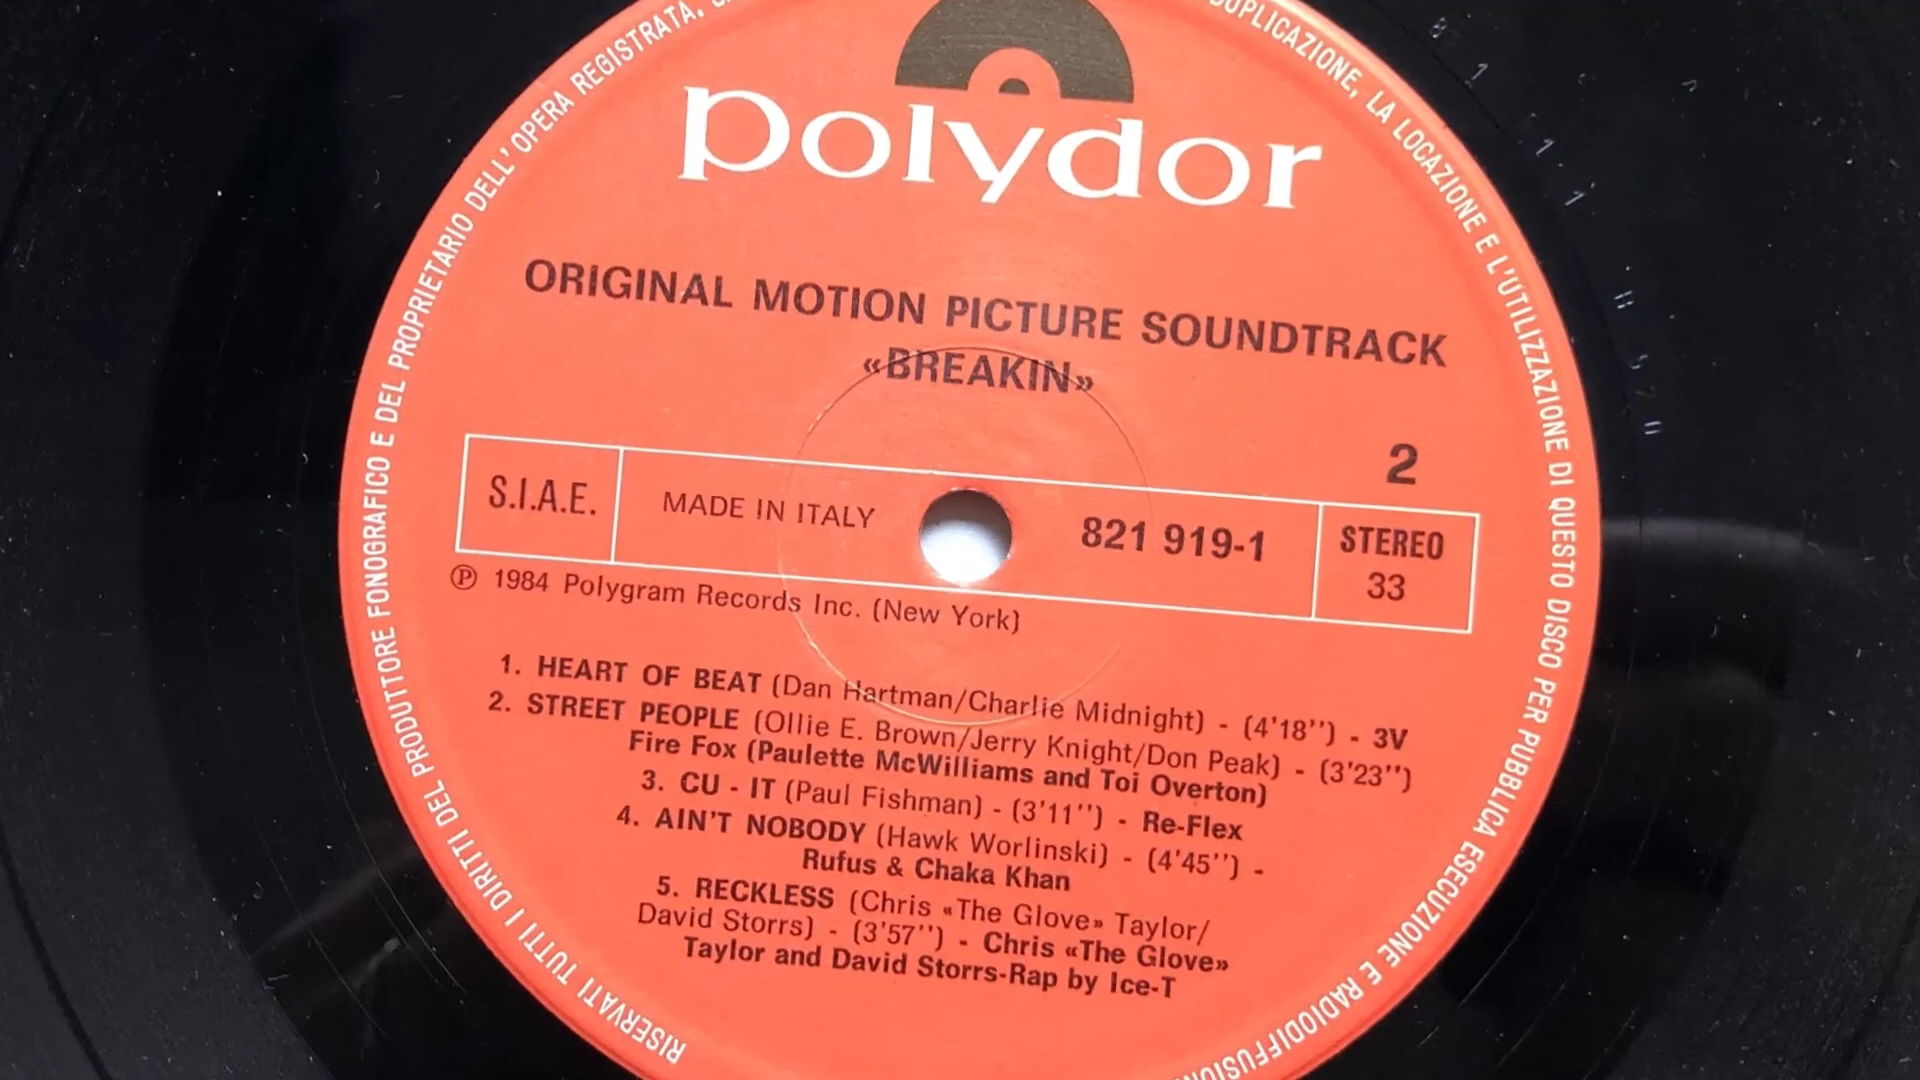 polydor
ORIGINAL MOTION PICTURE SOUNDTRACK
«BREAKIN»
2
S.I.A.E.
MADE IN ITALY
821 919-1
STEREO
33
Ⓟ 1984 Polygram Records Inc. (New York)
1. HEART OF BEAT (Dan Hartman/Charlie Midnight) - (4'18'') - 3V
2. STREET PEOPLE (Ollie E. Brown/Jerry Knight/Don Peak) - (3'23'')
Fire Fox (Paulette McWilliams and Toi Overton)
3. CU - IT (Paul Fishman) - (3'11'') - Re-Flex
4. AIN'T NOBODY (Hawk Worlinski) - (4'45'') -
Rufus & Chaka Khan
5. RECKLESS (Chris «The Glove» Taylor/
David Storrs) - (3'57'') - Chris «The Glove»
Taylor and David Storrs-Rap by Ice-T
RISERVATI TUTTI I DIRITTI DEL PRODUTTORE FONOGRAFICO E DEL PROPRIETARIO DELL'OPERA REGISTRATA.
DUPLICAZIONE, LA LOCAZIONE E L'UTILIZZAZIONE DI QUESTO DISCO PER PUBBLICA ESECUZIONE E RADIODIFFUSION